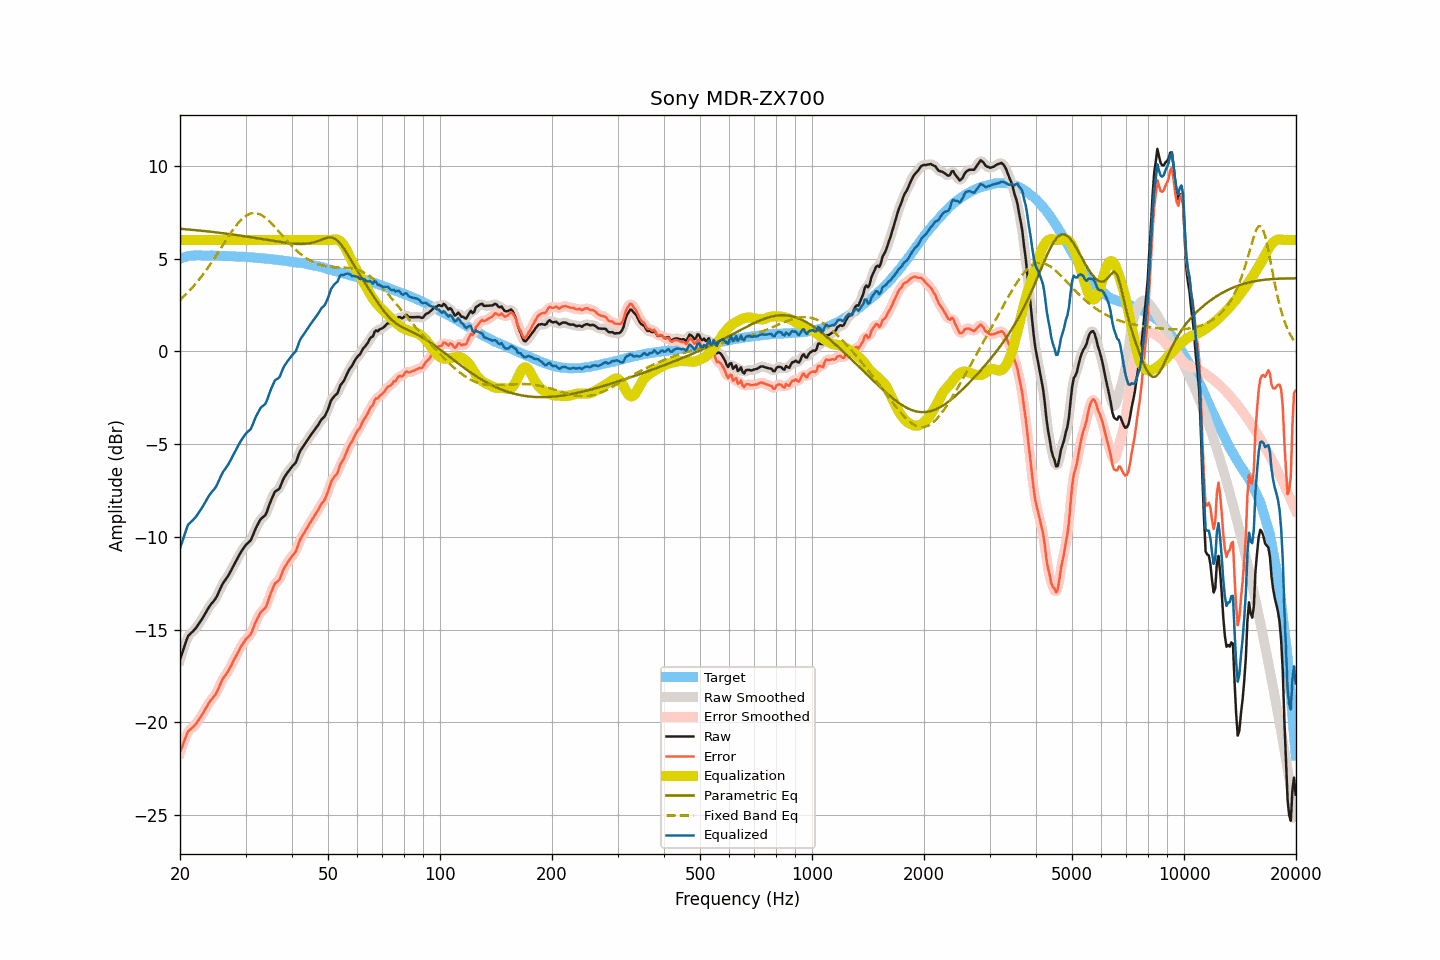 Sony MDR-ZX700
10
5
0
−5
−10
−15
−20
−25
Amplitude (dBr)
Target
Raw Smoothed
Error Smoothed
Raw
Error
Equalization
Parametric Eq
Fixed Band Eq
Equalized
20 50 100 200 500 1000 2000 5000 10000 20000
Frequency (Hz)